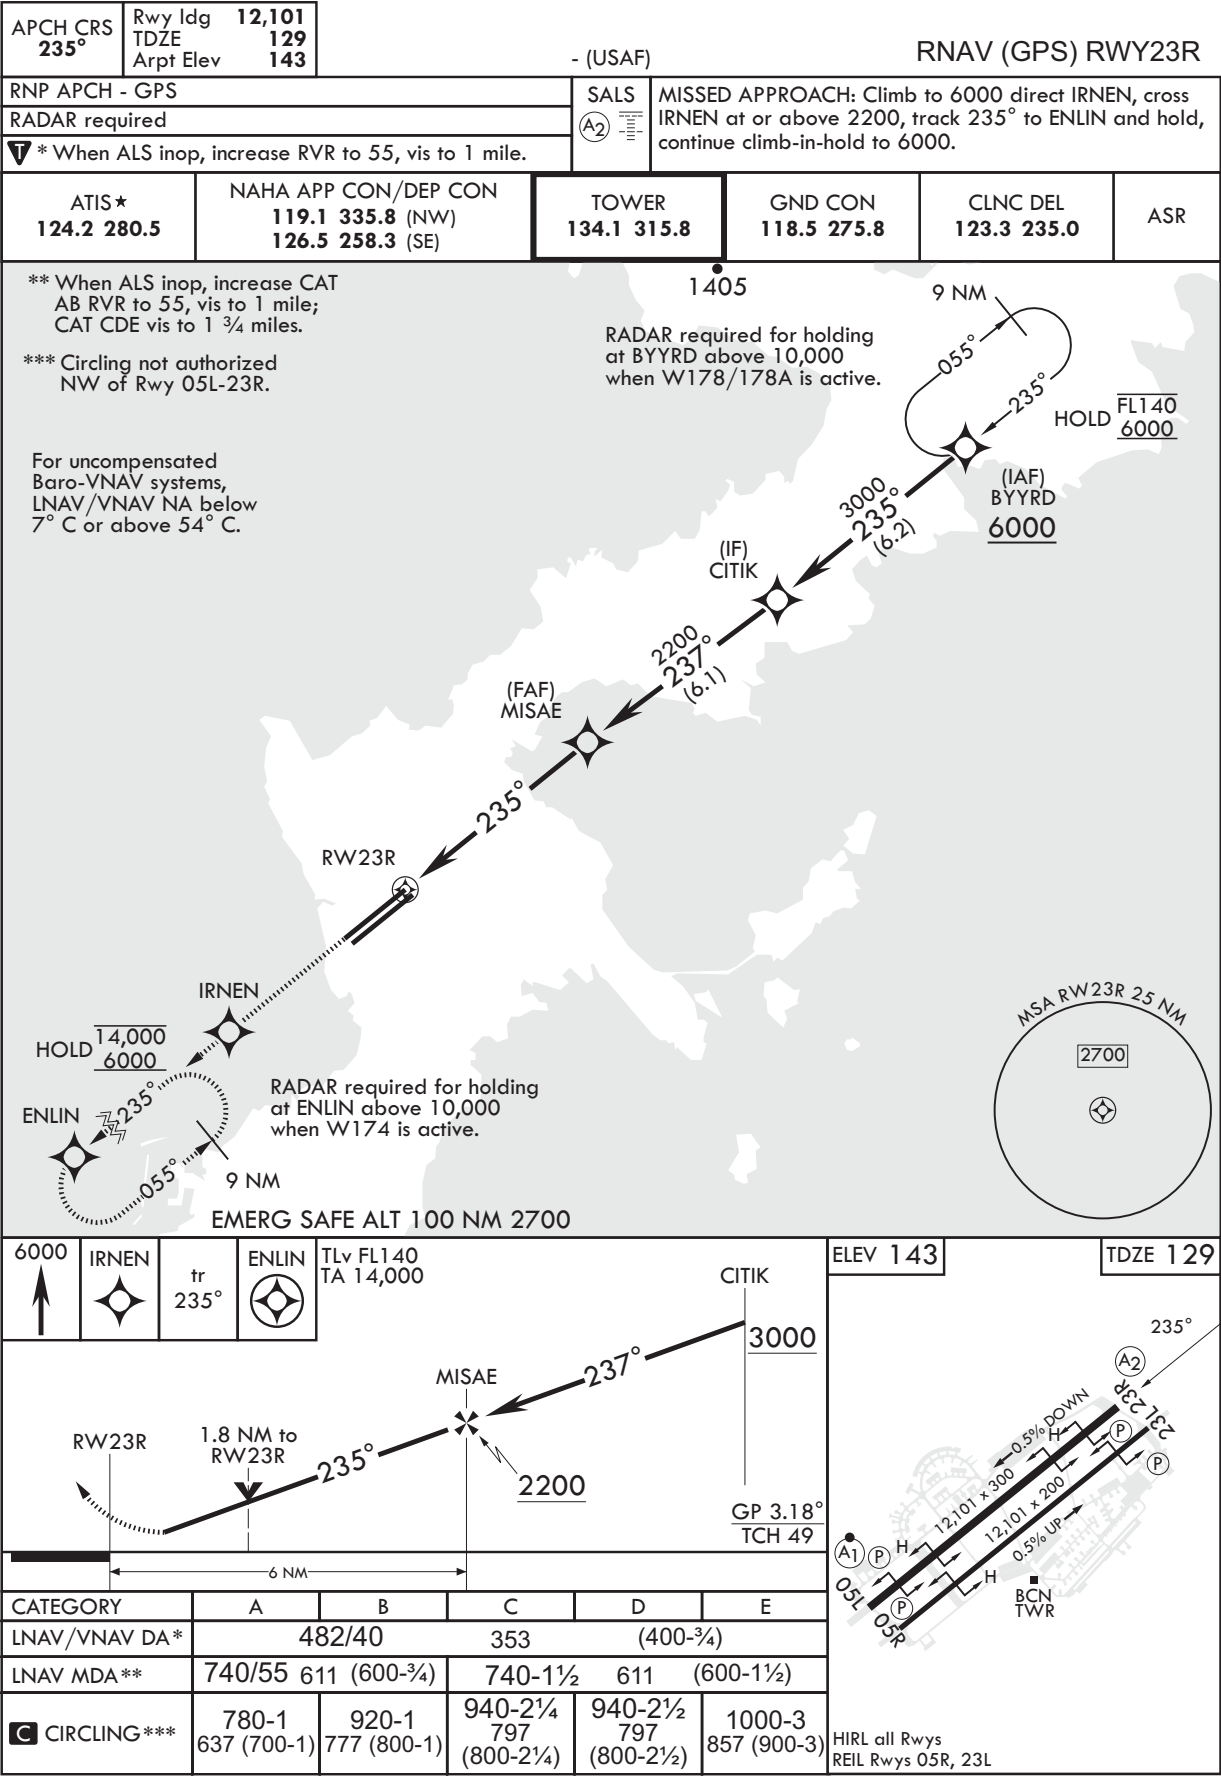 APCH CRS
235°
Rwy ldg 12,101
TDZE 129
Arpt Elev 143
- (USAF)
RNAV (GPS) RWY23R
RNP APCH - GPS
RADAR required
T * When ALS inop, increase RVR to 55, vis to 1 mile.
SALS
A2
MISSED APPROACH: Climb to 6000 direct IRNEN, cross
IRNEN at or above 2200, track 235° to ENLIN and hold,
continue climb-in-hold to 6000.
ATIS★
124.2 280.5
NAHA APP CON/DEP CON
119.1 335.8 (NW)
126.5 258.3 (SE)
TOWER
134.1 315.8
GND CON
118.5 275.8
CLNC DEL
123.3 235.0
ASR
** When ALS inop, increase CAT
AB RVR to 55, vis to 1 mile;
CAT CDE vis to 1 ¾ miles.
*** Circling not authorized
NW of Rwy 05L-23R.
For uncompensated
Baro-VNAV systems,
LNAV/VNAV NA below
7° C or above 54° C.
1405
RADAR required for holding
at BYYRD above 10,000
when W178/178A is active.
9 NM
055°
235°
HOLD FL140
6000
(IAF)
BYYRD
6000
3000
235°
(6.2)
(IF)
CITIK
2200
237°
(6.1)
(FAF)
MISAE
235°
RW23R
IRNEN
HOLD 14,000
6000
235°
ENLIN
055°
9 NM
RADAR required for holding
at ENLIN above 10,000
when W174 is active.
MSA RW23R 25 NM
2700
EMERG SAFE ALT 100 NM 2700
6000
IRNEN
tr
235°
ENLIN
TLv FL140
TA 14,000
CITIK
3000
237°
MISAE
2200
235°
1.8 NM to
RW23R
RW23R
GP 3.18°
TCH 49
6 NM
ELEV 143
TDZE 129
235°
A2
23R
23L
0.5% DOWN
H
P
P
12,101 x 300
12,101 x 200
0.5% UP
A1
P
H
H
P
05L
05R
BCN
TWR
HIRL all Rwys
REIL Rwys 05R, 23L
CATEGORY A B C D E
LNAV/VNAV DA* 482/40 353 (400-¾)
LNAV MDA** 740/55 611 (600-¾) 740-1½ 611 (600-1½)
C CIRCLING***
780-1
637 (700-1)
920-1
777 (800-1)
940-2¼
797
(800-2¼)
940-2½
797
(800-2½)
1000-3
857 (900-3)